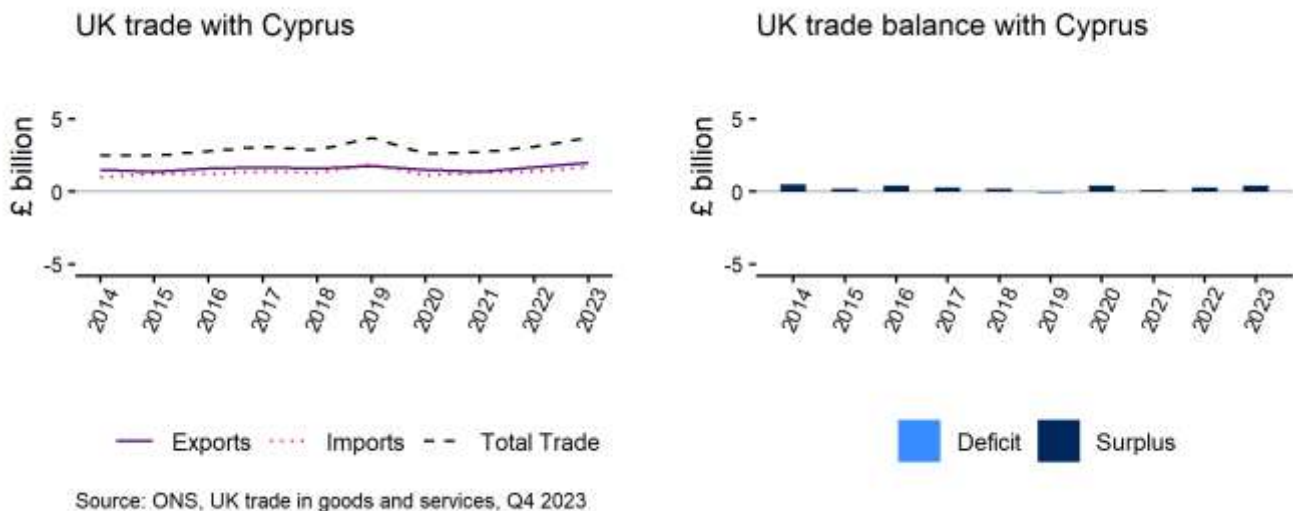 UK trade with Cyprus
£ billion
5
0
-5
2014
2015
2016
2017
2018
2019
2020
2021
2022
2023
Exports
Imports
Total Trade
Source: ONS, UK trade in goods and services, Q4 2023
UK trade balance with Cyprus
£ billion
5
0
-5
2014
2015
2016
2017
2018
2019
2020
2021
2022
2023
Deficit
Surplus